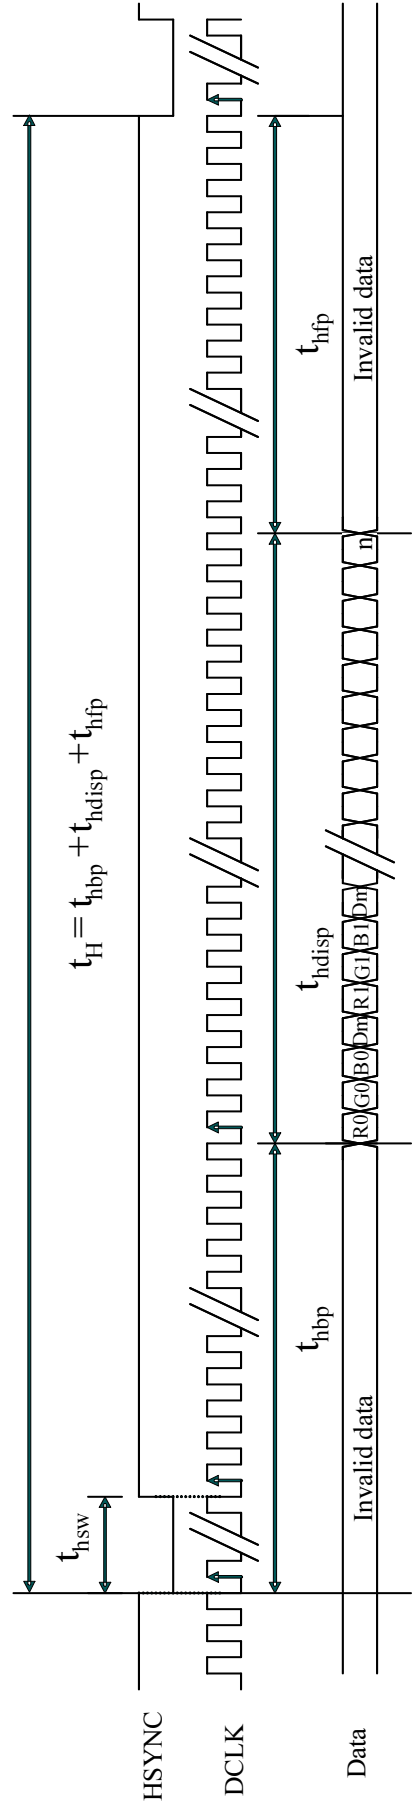 t_H = t_hbp + t_hdisp + t_hfp
t_hsw
HSYNC
DCLK
t_hbp
t_hdisp
t_hfp
Data
Invalid data
R0 G0 B0 Dm R1 G1 B1 Dm
n
Invalid data